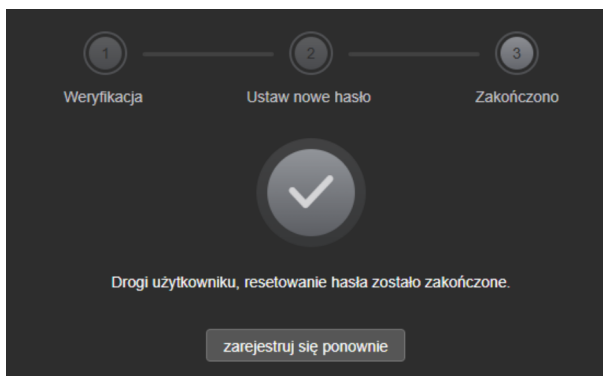 1
2
3
Weryfikacja
Ustaw nowe hasło
Zakończono
Drogi użytkowniku, resetowanie hasła zostało zakończone.
zarejestruj się ponownie